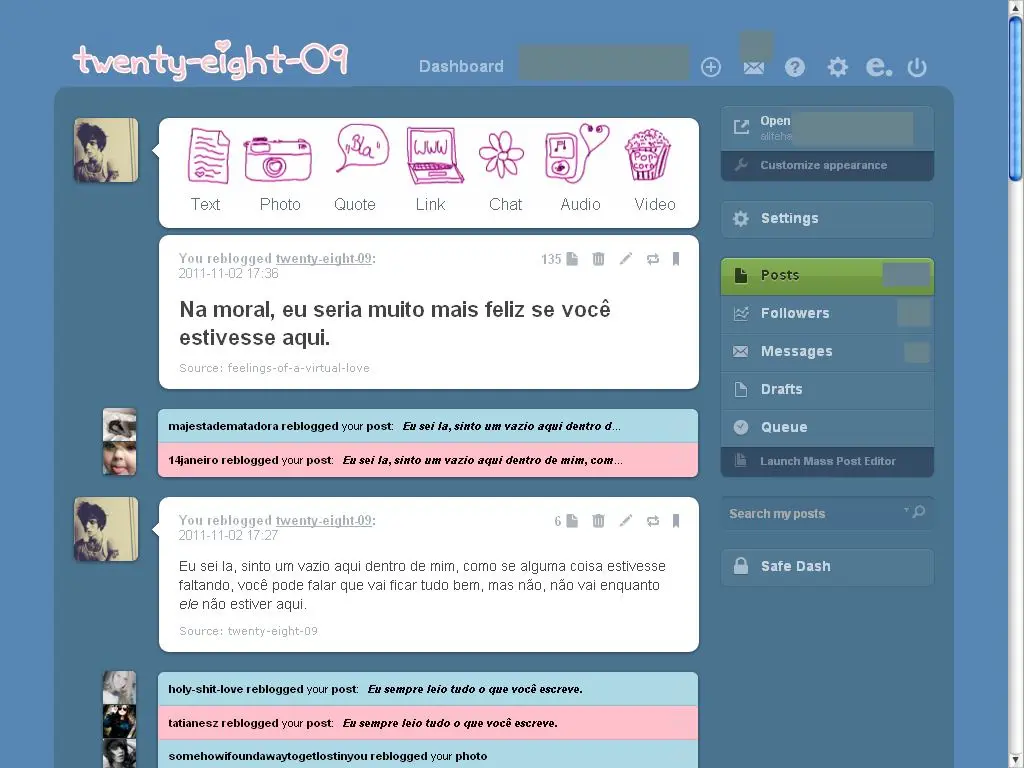 twenty-eight-09
Dashboard
e.
"Bla"
WWW
Pop corn
Text Photo Quote Link Chat Audio Video
You reblogged twenty-eight-09:
2011-11-02 17:36
135
Na moral, eu seria muito mais feliz se você
estivesse aqui.
Source: feelings-of-a-virtual-love
majestadematadora reblogged your post: Eu sei la, sinto um vazio aqui dentro d...
14janeiro reblogged your post: Eu sei la, sinto um vazio aqui dentro de mim, com...
You reblogged twenty-eight-09:
2011-11-02 17:27
6
Eu sei la, sinto um vazio aqui dentro de mim, como se alguma coisa estivesse
faltando, você pode falar que vai ficar tudo bem, mas não, não vai enquanto
ele não estiver aqui.
Source: twenty-eight-09
holy-shit-love reblogged your post: Eu sempre leio tudo o que você escreve.
tatianesz reblogged your post: Eu sempre leio tudo o que você escreve.
somehowifoundawaytogetlostinyou reblogged your photo
Open
Customize appearance
Settings
Posts
Followers
Messages
Drafts
Queue
Launch Mass Post Editor
Search my posts
Safe Dash